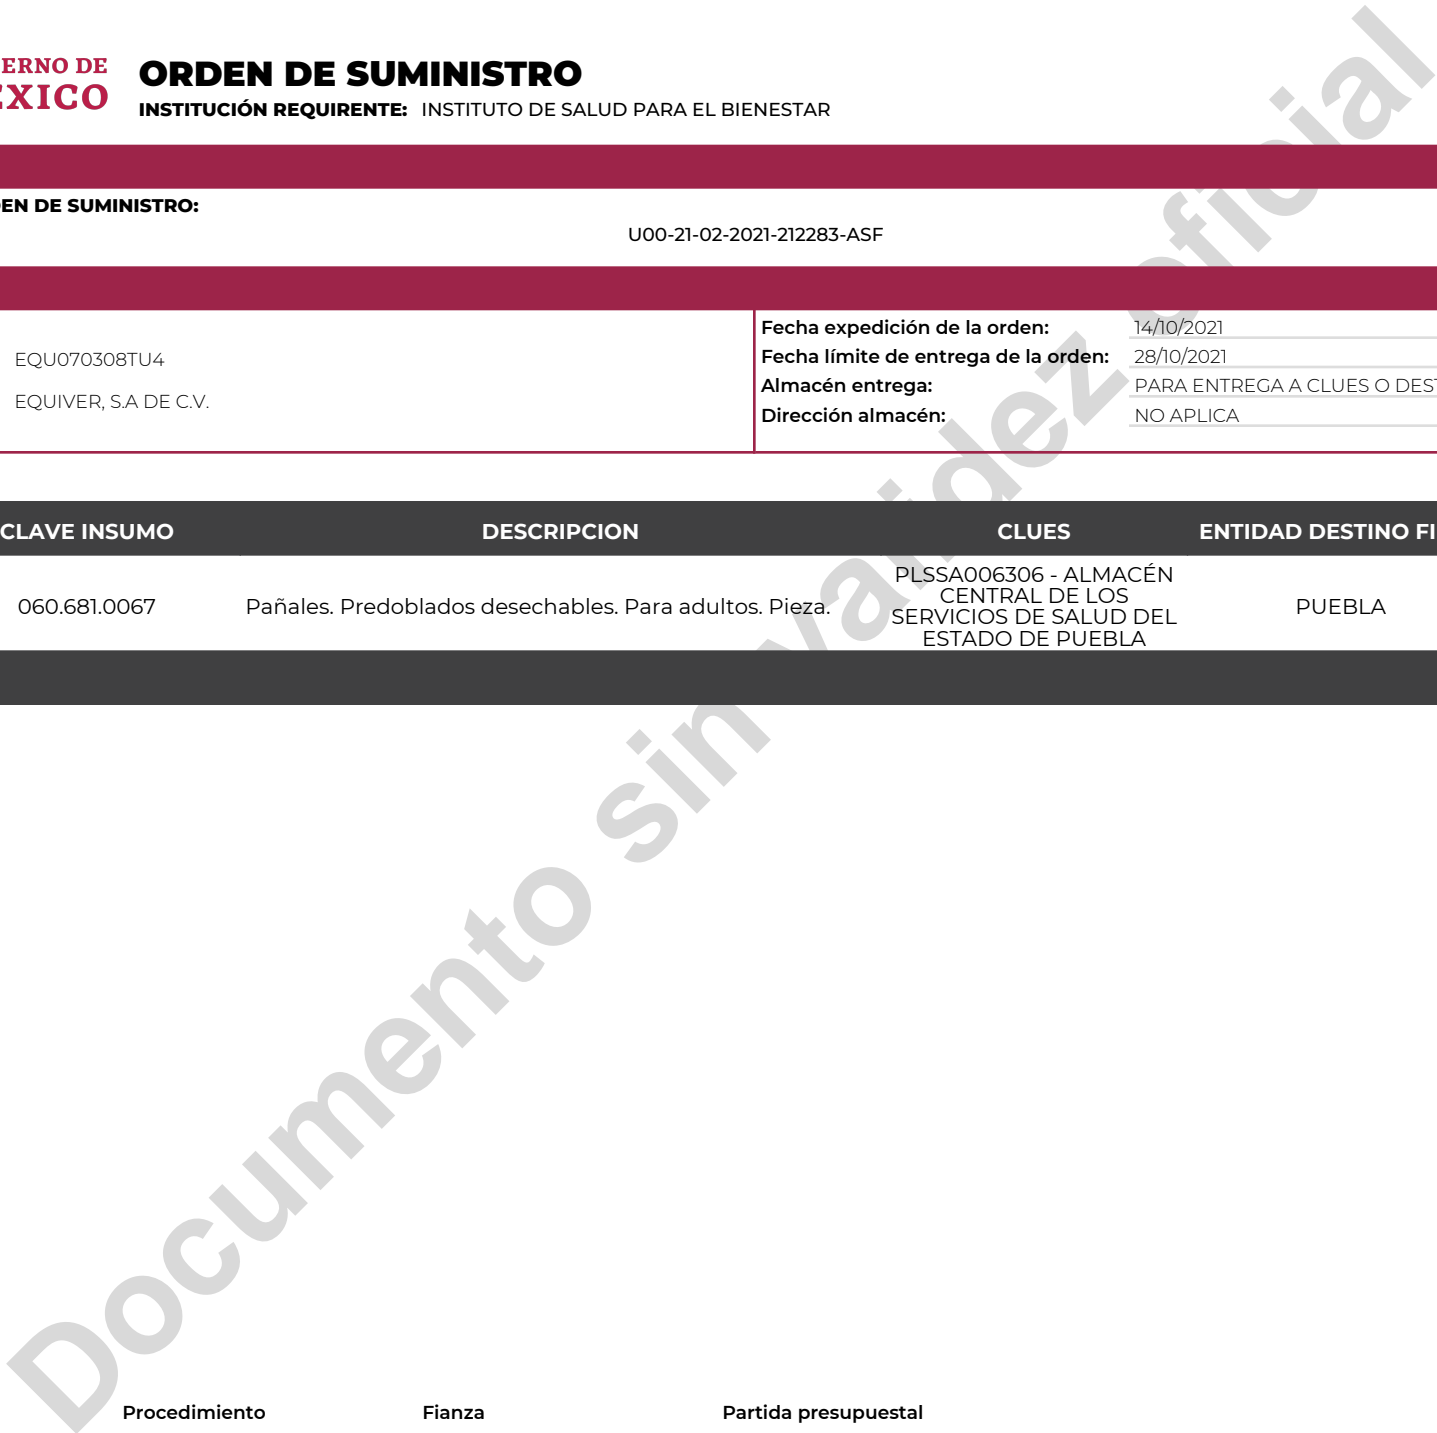 ERNO DE
ORDEN DE SUMINISTRO
INSTITUCIÓN REQUIRENTE: INSTITUTO DE SALUD PARA EL BIENESTAR
EN DE SUMINISTRO:
U00-21-02-2021-212283-ASF
EQU070308TU4
EQUIVER, S.A DE C.V.
Fecha expedición de la orden: 14/10/2021
Fecha límite de entrega de la orden: 28/10/2021
Almacén entrega: PARA ENTREGA A CLUES O DEST
Dirección almacén: NO APLICA
CLAVE INSUMO DESCRIPCION CLUES ENTIDAD DESTINO FI
060.681.0067 Pañales. Predoblados desechables. Para adultos. Pieza. PLSSA006306 - ALMACÉN
CENTRAL DE LOS
SERVICIOS DE SALUD DEL
ESTADO DE PUEBLA
PUEBLA
Procedimiento Fianza Partida presupuestal
Documento sin validez oficial